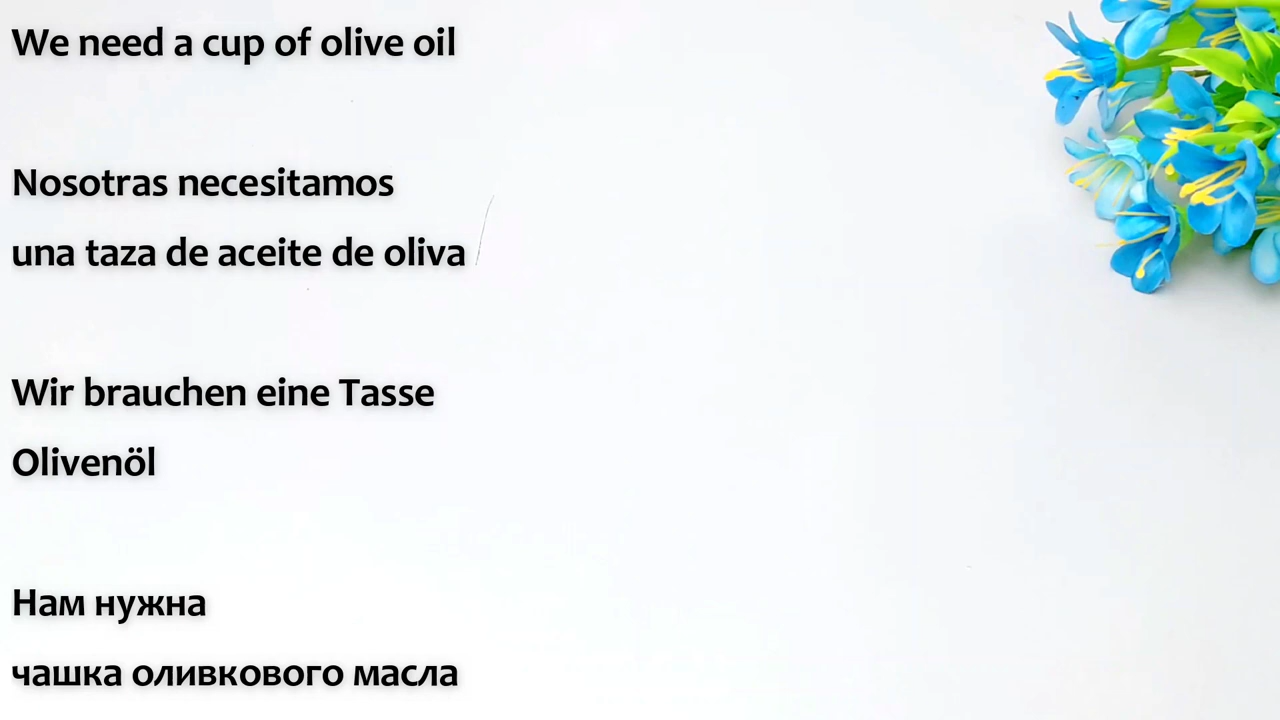 We need a cup of olive oil
Nosotras necesitamos
una taza de aceite de oliva
Wir brauchen eine Tasse
Olivenöl
Нам нужна
чашка оливкового масла